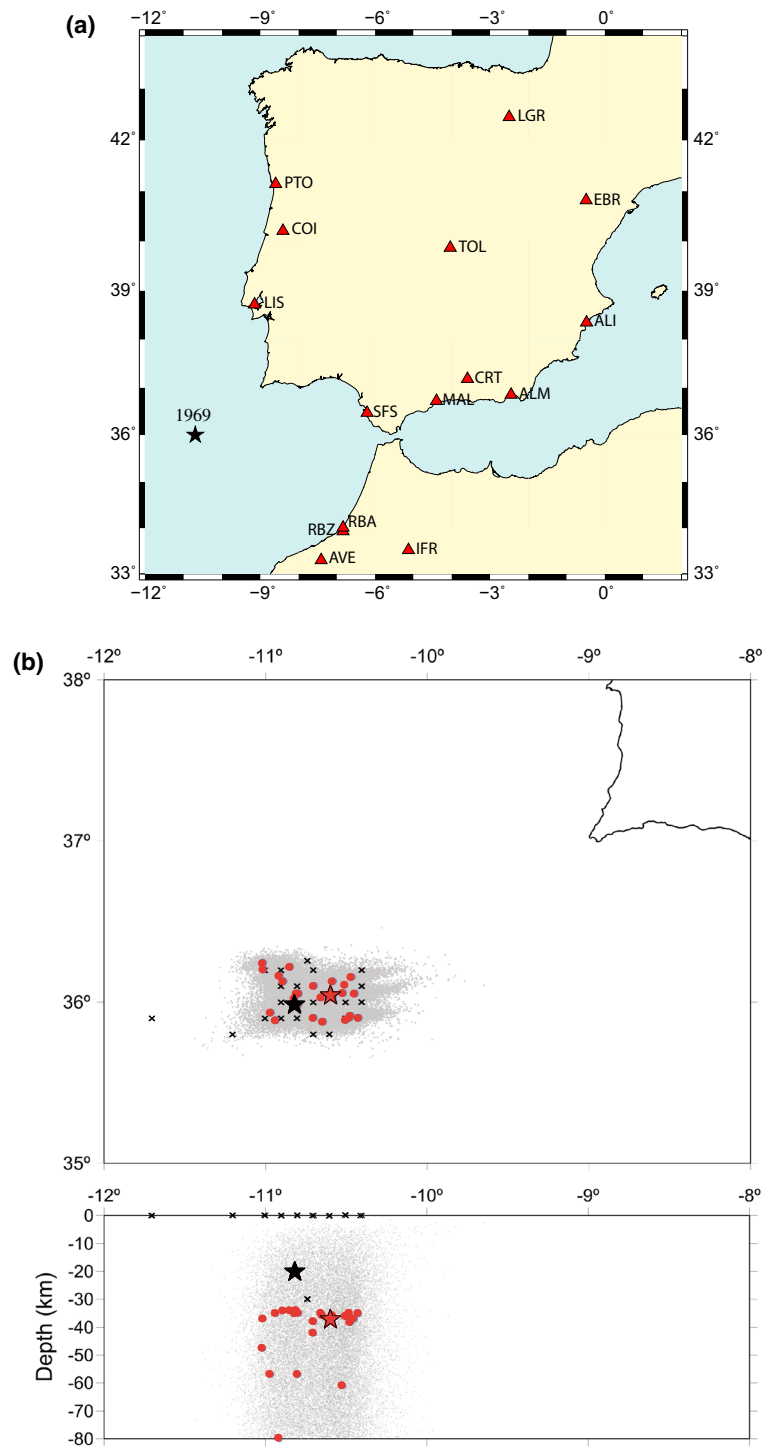 (a)
−12˚ −9˚ −6˚ −3˚ 0˚
LGR
42˚ 42˚
PTO
EBR
COI
TOL
39˚ 39˚
LIS
ALI
CRT
MAL ALM
SFS
1969
36˚ 36˚
RBA
RBZ
IFR
AVE
33˚ 33˚
−12˚ −9˚ −6˚ −3˚ 0˚
(b)
-12º -11º -10º -9º -8º
38º
37º
36º
35º
-12º -11º -10º -9º -8º
0
-10
-20
-30
-40
-50
-60
-70
-80
Depth (km)